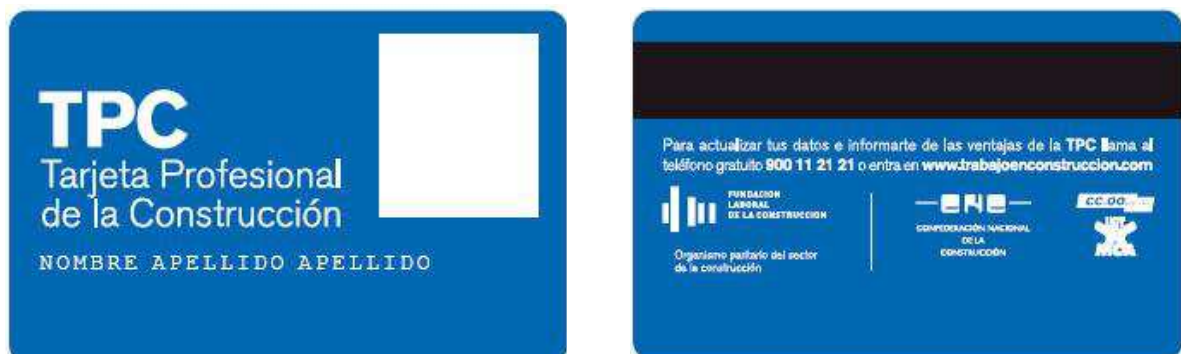 TPC
Tarjeta Profesional
de la Construcción
NOMBRE APELLIDO APELLIDO
Para actualizar tus datos e informarte de las ventajas de la TPC llama al
teléfono gratuito 900 11 21 21 o entra en www.trabajoenconstruccion.com
FUNDACION
LABORAL
DE LA CONSTRUCCION
Organismo paritario del sector
de la construcción
CNC
CONFEDERACIÓN NACIONAL
DE LA
CONSTRUCCIÓN
CC.OO.
MCA